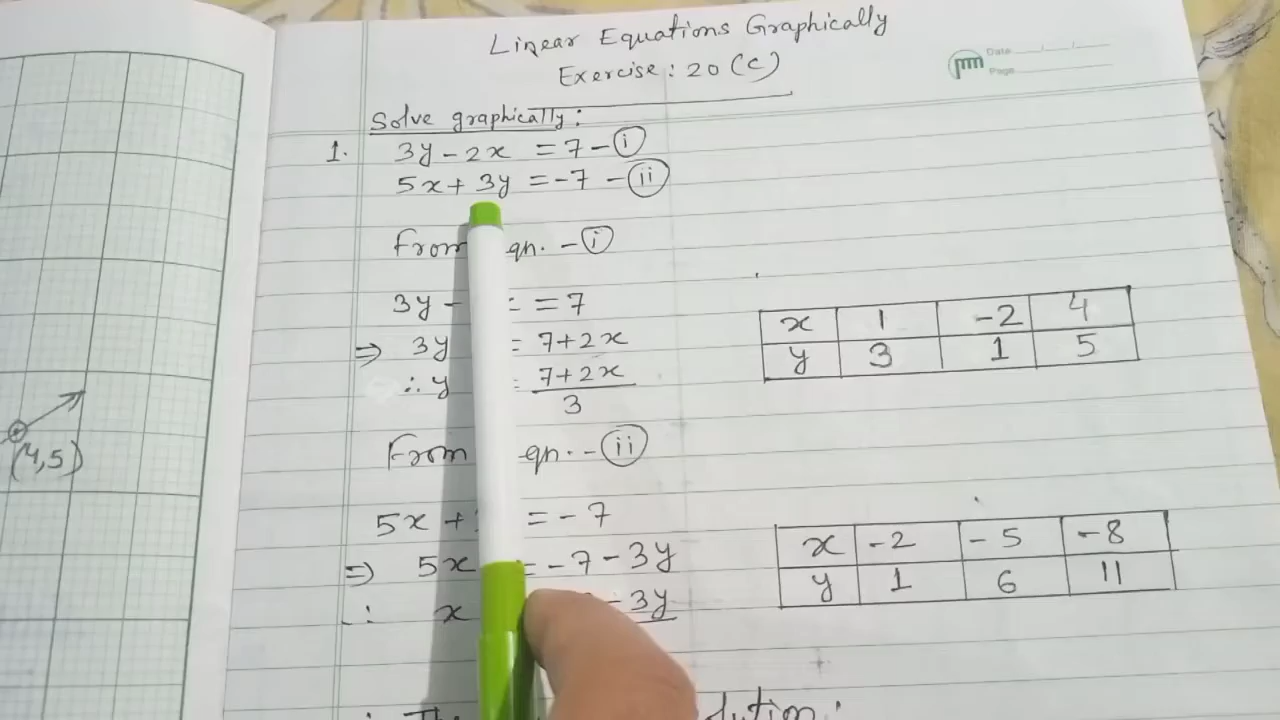 Linear Equations Graphically
Exercise: 20 (c)
pm Date
Page
Solve graphically:
1. 3y - 2x = 7 - (i)
5x + 3y = -7 - (ii)
From qn. - (i)
3y - = 7
⇒ 3y = 7+2x
∴ y = 7+2x
3
x 1 -2 4
y 3 1 5
(4,5)
From qn. - (ii)
5x + = -7
⇒ 5x = -7 - 3y
∴ x - 3y
x -2 -5 -8
y 1 6 11